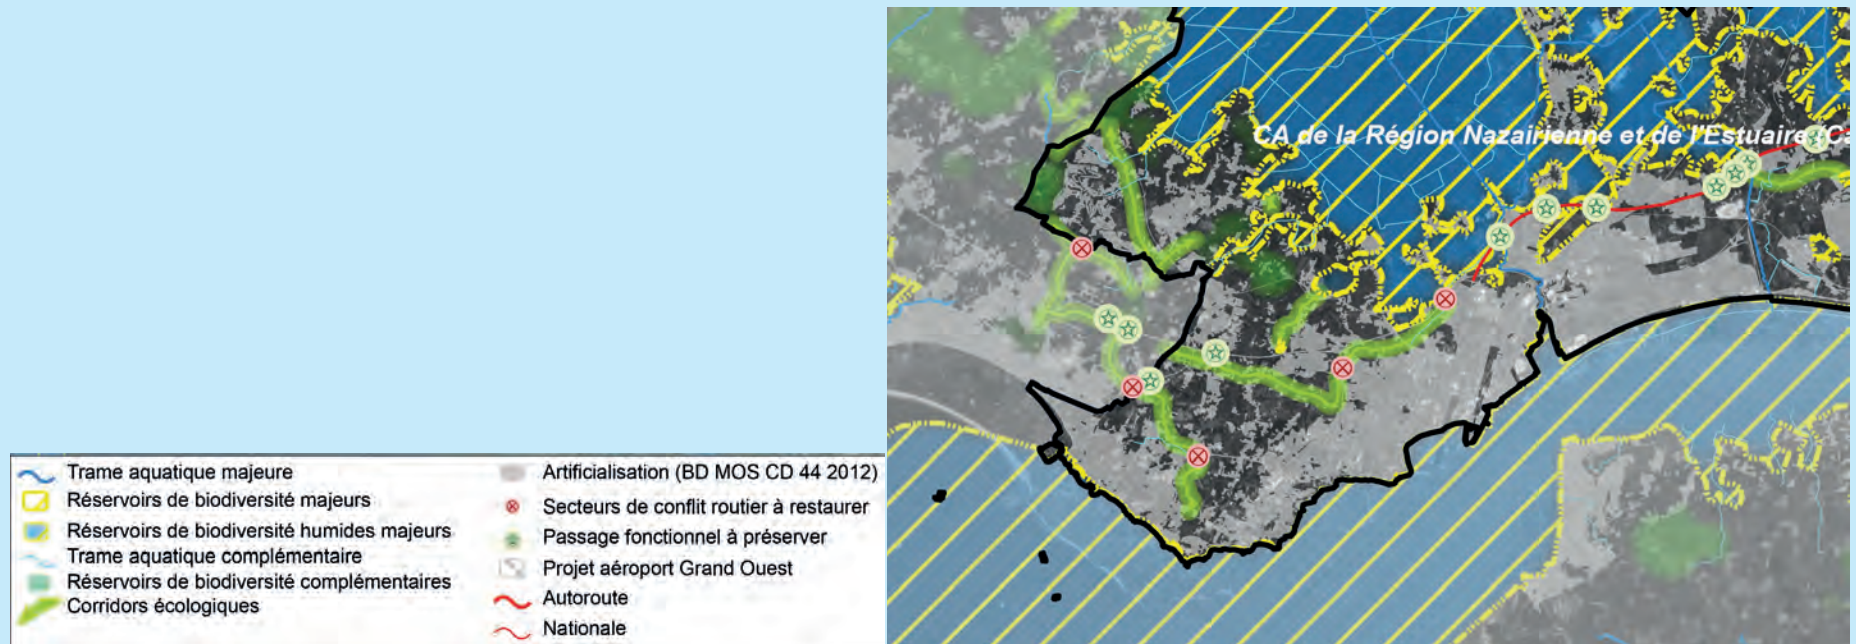 CA de la Région Nazairienne et de l'Estuaire (Ca
Trame aquatique majeure
Réservoirs de biodiversité majeurs
Réservoirs de biodiversité humides majeurs
Trame aquatique complémentaire
Réservoirs de biodiversité complémentaires
Corridors écologiques
Artificialisation (BD MOS CD 44 2012)
Secteurs de conflit routier à restaurer
Passage fonctionnel à préserver
Projet aéroport Grand Ouest
Autoroute
Nationale